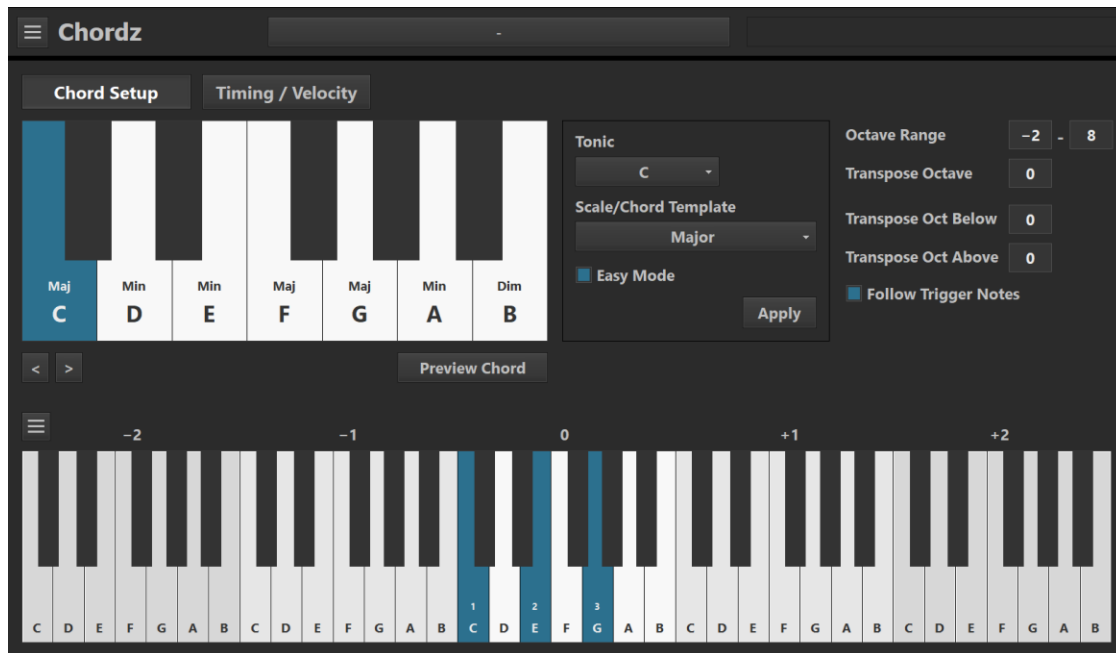 Chordz
-
Chord Setup Timing / Velocity
Maj Min Min Maj Maj Min Dim
C D E F G A B
< >
Preview Chord
Tonic
C
Scale/Chord Template
Major
Easy Mode
Apply
Octave Range −2 - 8
Transpose Octave 0
Transpose Oct Below 0
Transpose Oct Above 0
Follow Trigger Notes
−2 −1 0 +1 +2
1 2 3
C D E F G A B C D E F G A B C D E F G A B C D E F G A B C D E F G A B